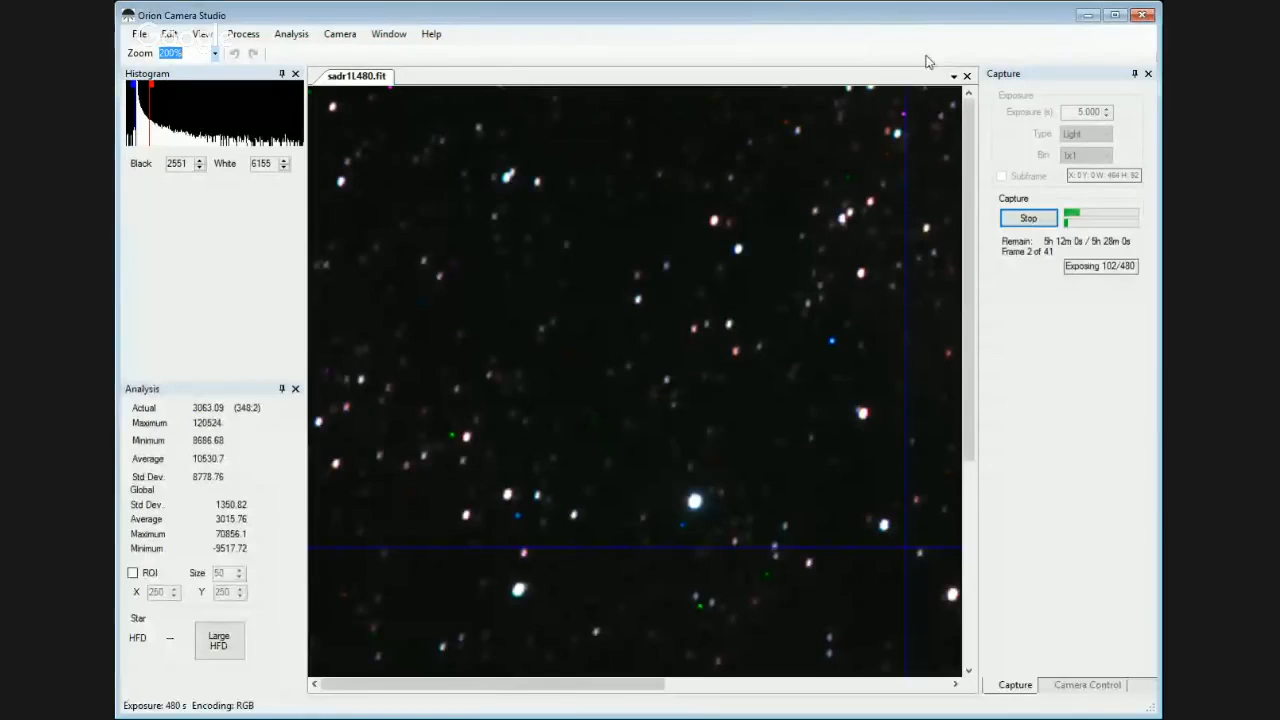 Orion Camera Studio
File Edit View Process Analysis Camera Window Help
Google
Zoom 200%
Histogram
sadr1L480.fit
Capture
Exposure
Exposure (s) 5.000
Type Light
Bin 1x1
Subframe X: 0 Y: 0 W: 464 H: 92
Black 2551 White 6155
Capture
Stop
Remain: 5h 12m 0s / 5h 28m 0s
Frame 2 of 41
Exposing 102/480
Analysis
Actual 3063.09 (348:2)
Maximum 120524
Minimum 8686.68
Average 10530.7
Std Dev. 8778.76
Global
Std Dev. 1350.82
Average 3015.76
Maximum 70856.1
Minimum -9517.72
ROI Size 50
X 250 Y 250
Star
HFD --- Large HFD
Capture Camera Control
Exposure: 480 s Encoding: RGB